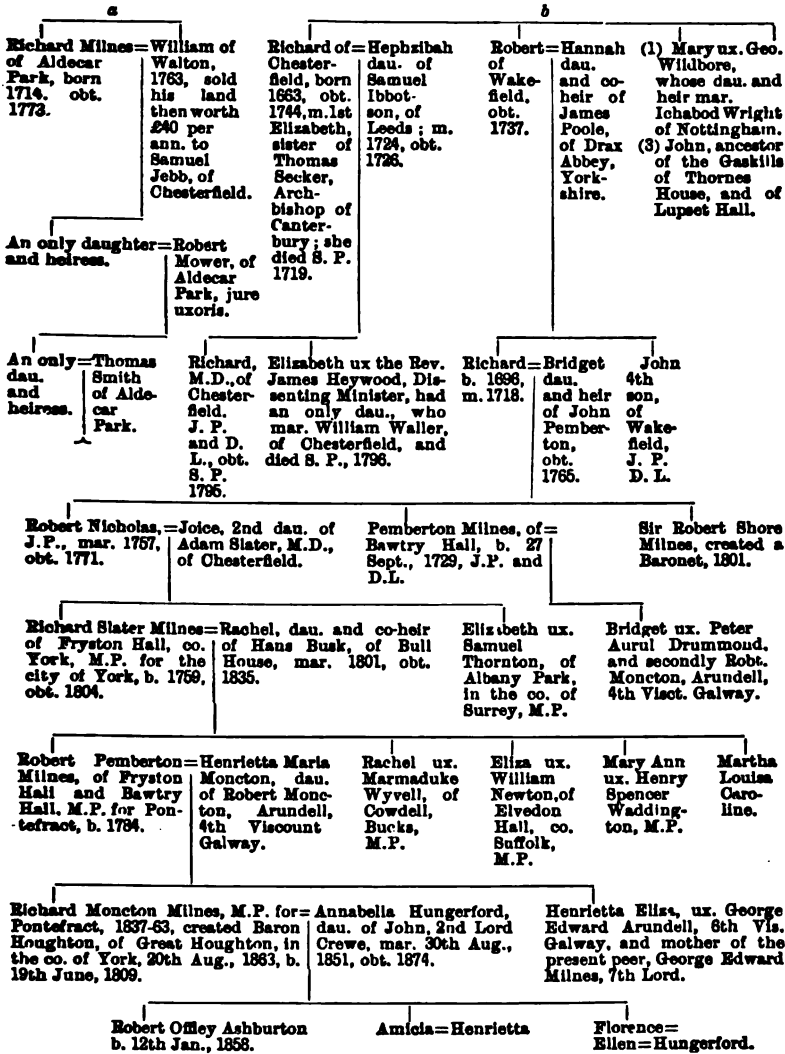 a
b
Richard Milnes=
of Aldecar
Park, born
1714. obt.
1773.
William of
Walton,
1763, sold
his land
then worth
£40 per
ann. to
Samuel
Jebb, of
Chesterfield.
Richard of=
Chester-
field, born
1663, obt.
1744, m. 1st
Elizabeth,
sister of
Thomas
Secker,
Arch-
bishop of
Canter-
bury; she
died S. P.
1719.
Hephzibah
dau. of
Samuel
Ibbot-
son, of
Leeds; m.
1724, obt.
1726.
Robert=
of
Wake-
field,
obt.
1737.
Hannah
dau.
and co-
heir of
James
Poole,
of Drax
Abbey,
York-
shire.
(1) Mary ux. Geo.
Wildbore,
whose dau. and
heir mar.
Ichabod Wright
of Nottingham.
(3) John, ancestor
of the Gaskills
of Thornes
House, and of
Lupset Hall.
An only daughter=
and heiress.
Robert
Mower, of
Aldecar
Park, jure
uxoris.
An only=
dau.
and
heiress.
Thomas
Smith
of Alde-
car
Park.
Richard,
M.D., of
Chester-
field.
J. P.
and D.
L., obt.
S. P.
1795.
Elizabeth ux the Rev.
James Heywood, Dis-
senting Minister, had
an only dau., who
mar. William Waller,
of Chesterfield, and
died S. P., 1796.
Richard=
b. 1696,
m. 1718.
Bridget
dau.
and heir
of John
Pember-
ton,
obt.
1765.
John
4th
son,
of
Wake-
field,
J. P.
D. L.
Robert Nicholas,=
J.P., mar. 1757,
obt. 1771.
Joice, 2nd dau. of
Adam Slater, M.D.,
of Chesterfield.
Pemberton Milnes, of=
Bawtry Hall, b. 27
Sept., 1729, J.P. and
D.L.
Sir Robert Shore
Milnes, created a
Baronet, 1801.
Richard Slater Milnes=
of Fryston Hall, co.
York, M.P. for the
city of York, b. 1759,
obt. 1804.
Rachel, dau. and co-heir
of Hans Busk, of Bull
House, mar. 1801, obt.
1835.
Elizabeth ux.
Samuel
Thornton, of
Albany Park,
in the co. of
Surrey, M.P.
Bridget ux. Peter
Aurul Drummond.
and secondly Robt.
Moncton, Arundell,
4th Visct. Galway.
Robert Pemberton=
Milnes, of Fryston
Hall and Bawtry
Hall, M.P. for Pon-
tefract, b. 1784.
Henrietta Maria
Moncton, dau.
of Robert Monc-
ton, Arundell,
4th Viscount
Galway.
Rachel ux.
Marmaduke
Wyvell, of
Cowdell,
Bucks,
M.P.
Eliza ux.
William
Newton, of
Elvedon
Hall, co.
Suffolk,
M.P.
Mary Ann
ux. Henry
Spencer
Wadding-
ton, M.P.
Martha
Louisa
Caro-
line.
Richard Moncton Milnes, M.P. for=
Pontefract, 1837-63, created Baron
Houghton, of Great Houghton, in
the co. of York, 20th Aug., 1863, b.
19th June, 1809.
Annabella Hungerford,
dau. of John, 2nd Lord
Crewe, mar. 30th Aug.,
1851, obt. 1874.
Henrietta Eliza, ux. George
Edward Arundell, 6th Vis.
Galway, and mother of the
present peer, George Edward
Milnes, 7th Lord.
Robert Offley Ashburton
b. 12th Jan., 1858.
Amicia=Henrietta
Florence=
Ellen=Hungerford.